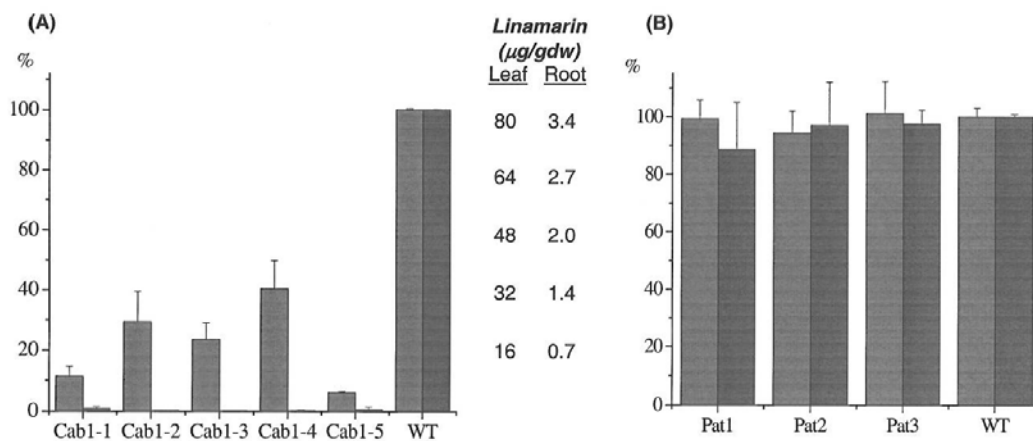 (A)
%
100
80
60
40
20
0
Cab1-1 Cab1-2 Cab1-3 Cab1-4 Cab1-5 WT
Linamarin
(µg/gdw)
Leaf Root
80 3.4
64 2.7
48 2.0
32 1.4
16 0.7
(B)
%
100
80
60
40
20
0
Pat1 Pat2 Pat3 WT